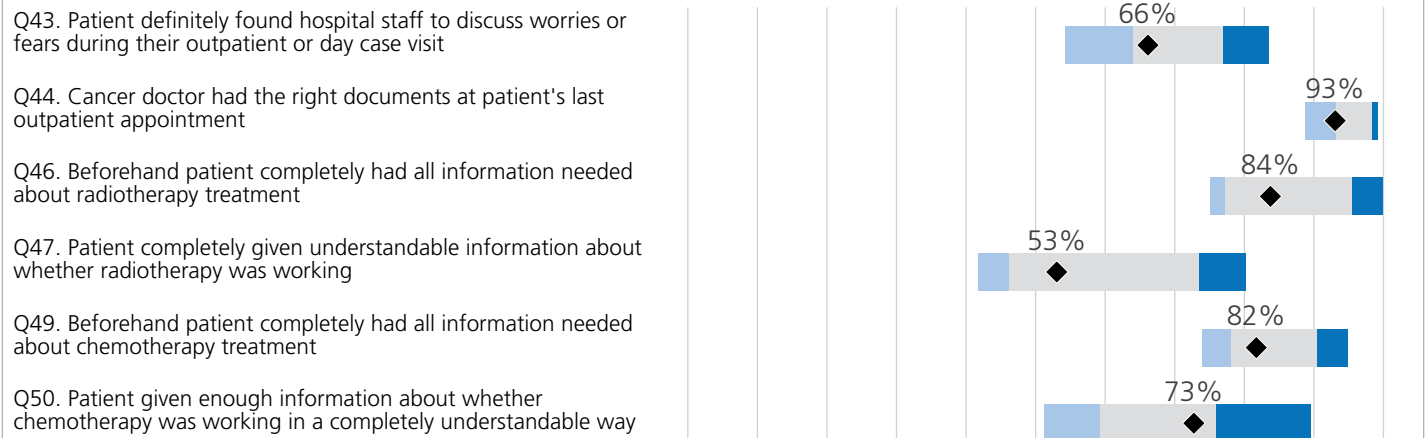 Q43. Patient definitely found hospital staff to discuss worries or
fears during their outpatient or day case visit
66%
Q44. Cancer doctor had the right documents at patient's last
outpatient appointment
93%
Q46. Beforehand patient completely had all information needed
about radiotherapy treatment
84%
Q47. Patient completely given understandable information about
whether radiotherapy was working
53%
Q49. Beforehand patient completely had all information needed
about chemotherapy treatment
82%
Q50. Patient given enough information about whether
chemotherapy was working in a completely understandable way
73%